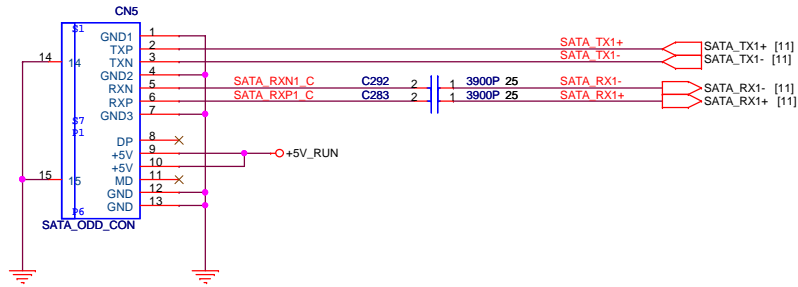 CN5
S1
GND1 1
TXP 2 SATA_TX1+ SATA_TX1+ [11]
TXN 3 SATA_TX1- SATA_TX1- [11]
14 14 GND2 4
RXN 5 SATA_RXN1_C C292 2 1 3900P 25 SATA_RX1- SATA_RX1- [11]
RXP 6 SATA_RXP1_C C283 2 1 3900P 25 SATA_RX1+ SATA_RX1+ [11]
S7 GND3 7
P1
DP 8
+5V 9 +5V_RUN
+5V 10
15 15 MD 11
GND 12
P6 GND 13
SATA_ODD_CON